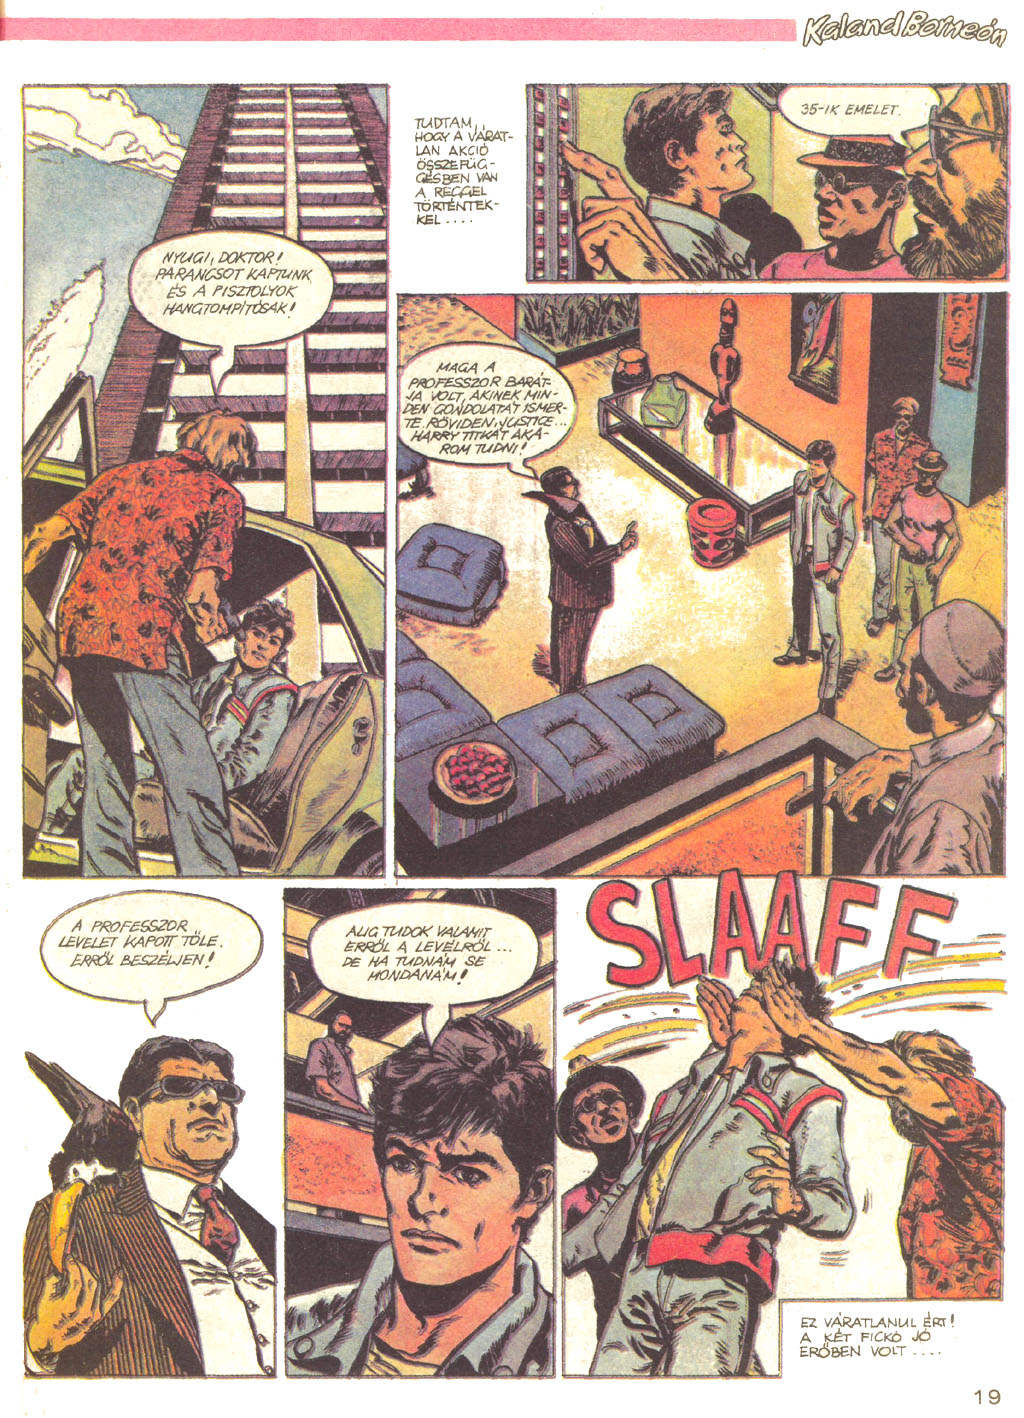 Kaland Borneón
NYUGI, DOKTOR!
PARANCSOT KAPTUNK
ÉS A PISZTOLYOK
HANGTOMPÍTÓSAK!
TUDTAM,
HOGY A VÁRAT-
LAN AKCIÓ
ÖSSZEFÜG-
GÉSBEN VAN
A REGGEL
TÖRTÉNTEK-
KEL....
35-IK EMELET.
MAGA A
PROFESSZOR BARÁT-
JA VOLT, AKINEK MIN-
DEN GONDOLATÁT ISMER-
TE. RÖVIDEN, JUSTICE...
HARRY TITKÁT AKA-
ROM TUDNI!
A PROFESSZOR
LEVELET KAPOTT TŐLE.
ERRŐL BESZÉLJEN!
ALIG TUDOK VALAMIT
ERRŐL A LEVÉLRŐL...
DE HA TUDNÁM SE
MONDANÁM!
SLAAFF
EZ VÁRATLANUL ÉRT!
A KÉT FICKÓ JÓ
ERŐBEN VOLT....
19